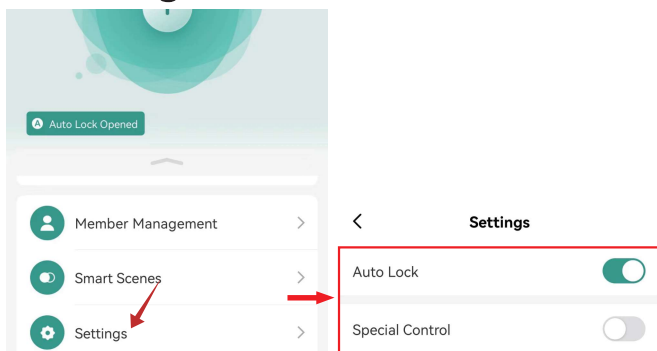 A Auto Lock Opened
Member Management
Smart Scenes
Settings
Settings
Auto Lock
Special Control